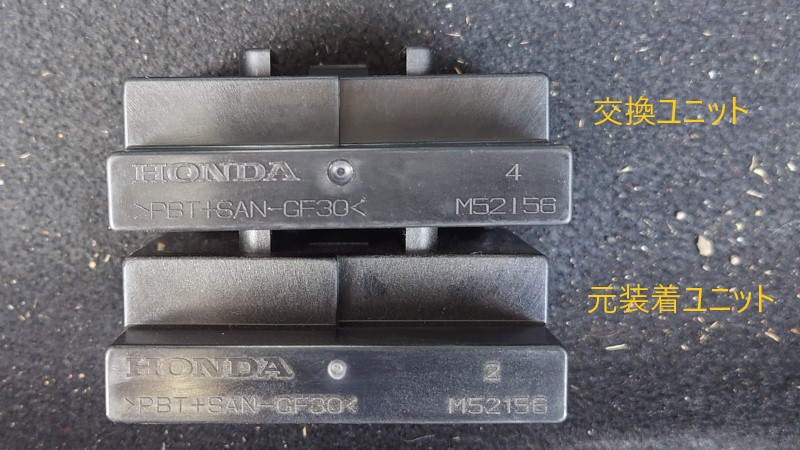 交換ユニット
HONDA 4
>PBT+SAN-GF30< M52156
元装着ユニット
HONDA 2
>PBT+SAN-GF30< M52156